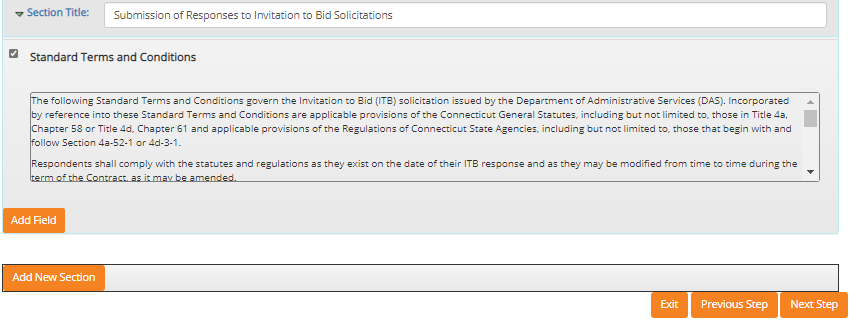 Section Title: Submission of Responses to Invitation to Bid Solicitations
Standard Terms and Conditions
The following Standard Terms and Conditions govern the Invitation to Bid (ITB) solicitation issued by the Department of Administrative Services (DAS). Incorporated
by reference into these Standard Terms and Conditions are applicable provisions of the Connecticut General Statutes, including but not limited to, those in Title 4a,
Chapter 58 or Title 4d, Chapter 61 and applicable provisions of the Regulations of Connecticut State Agencies, including but not limited to, those that begin with and
follow Section 4a-52-1 or 4d-3-1.
Respondents shall comply with the statutes and regulations as they exist on the date of their ITB response and as they may be modified from time to time during the
term of the Contract, as it may be amended.
Add Field
Add New Section
Exit Previous Step Next Step